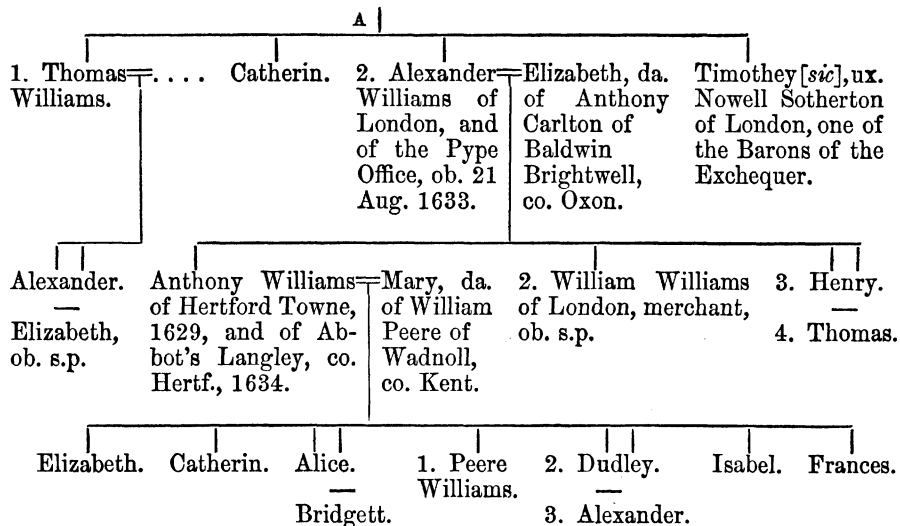 A
1. Thomas=. . . .
Williams.
Catherin.
2. Alexander=
Williams of
London, and
of the Pype
Office, ob. 21
Aug. 1633.
Elizabeth, da.
of Anthony
Carlton of
Baldwin
Brightwell,
co. Oxon.
Timothey [sic], ux.
Nowell Sotherton
of London, one of
the Barons of the
Exchequer.
Alexander.
—
Elizabeth,
ob. s.p.
Anthony Williams=
of Hertford Towne,
1629, and of Ab-
bot's Langley, co.
Hertf., 1634.
Mary, da.
of William
Peere of
Wadnoll,
co. Kent.
2. William Williams
of London, merchant,
ob. s.p.
3. Henry.
—
4. Thomas.
Elizabeth.
Catherin.
Alice.
—
Bridgett.
1. Peere
Williams.
2. Dudley.
—
3. Alexander.
Isabel.
Frances.